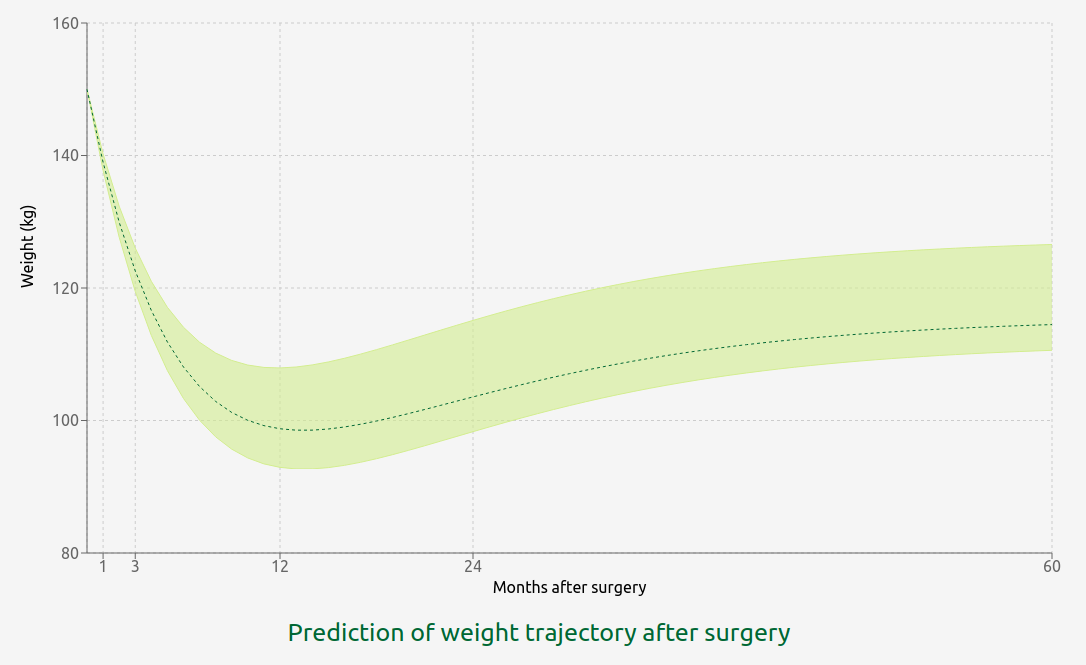 160
140
120
100
80
Weight (kg)
1 3 12 24 60
Months after surgery
Prediction of weight trajectory after surgery